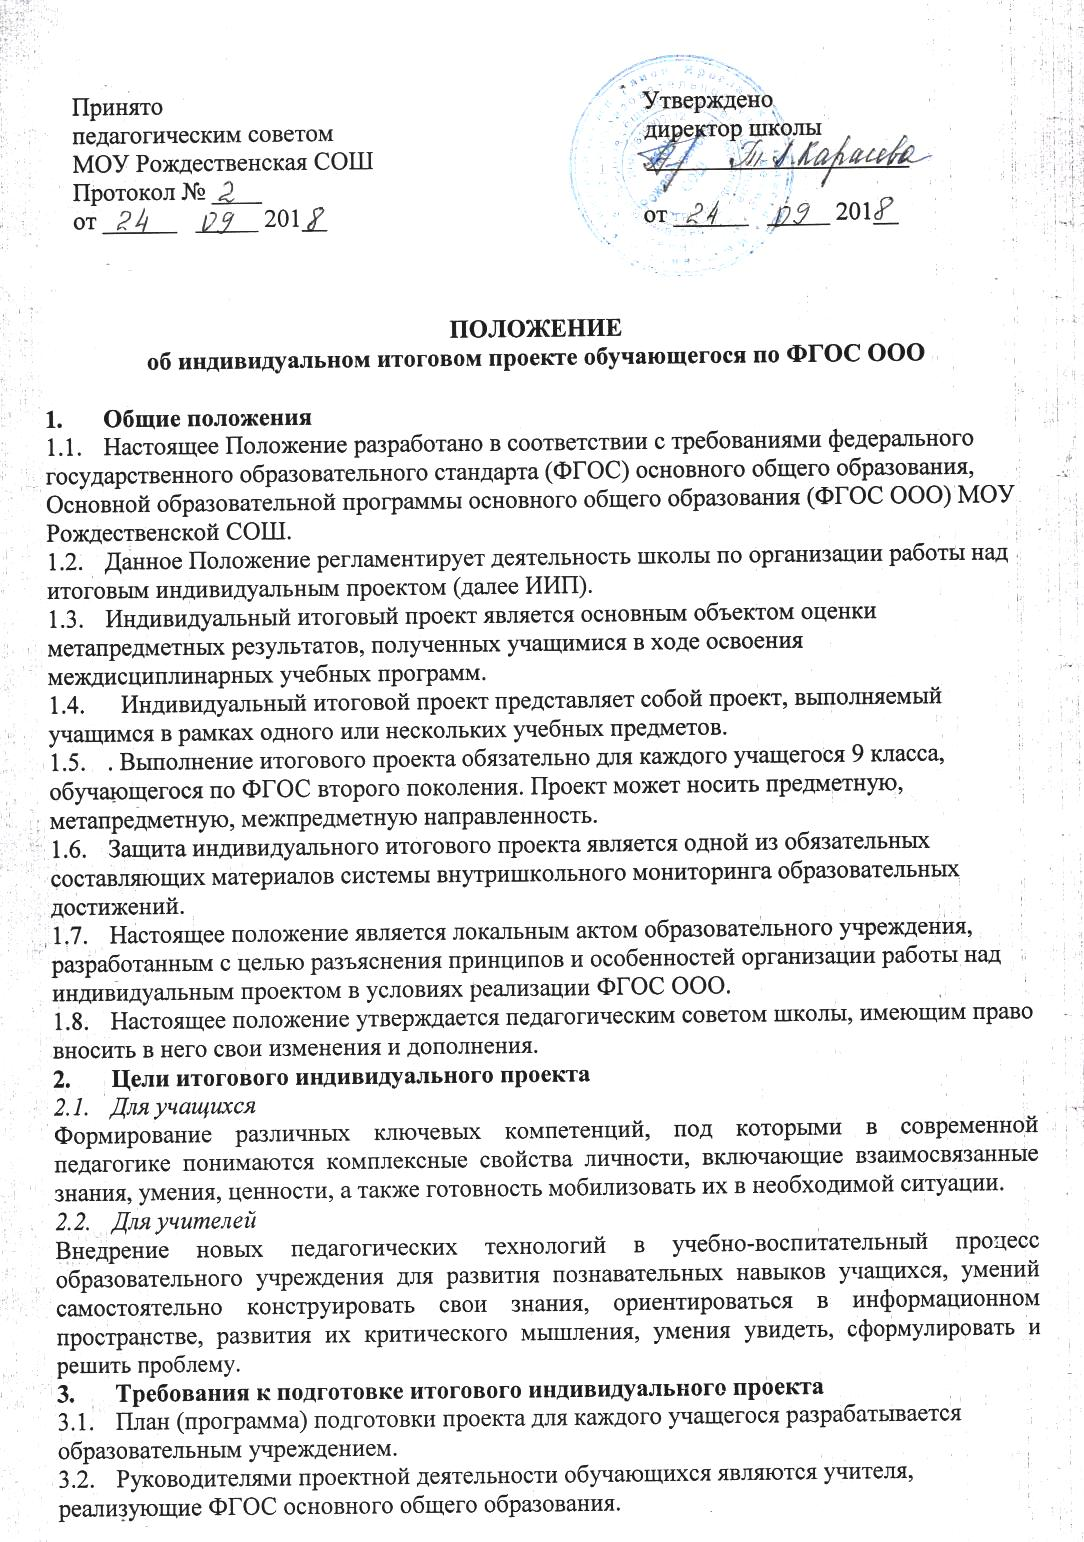 Принято
педагогическим советом
МОУ Рождественская СОШ
Протокол № 2
от 24 09 2018
Утверждено
директор школы
Т.Л. Карасева
от 24 09 2018
ПОЛОЖЕНИЕ
об индивидуальном итоговом проекте обучающегося по ФГОС ООО
1. Общие положения
1.1. Настоящее Положение разработано в соответствии с требованиями федерального
государственного образовательного стандарта (ФГОС) основного общего образования,
Основной образовательной программы основного общего образования (ФГОС ООО) МОУ
Рождественской СОШ.
1.2. Данное Положение регламентирует деятельность школы по организации работы над
итоговым индивидуальным проектом (далее ИИП).
1.3. Индивидуальный итоговый проект является основным объектом оценки
метапредметных результатов, полученных учащимися в ходе освоения
междисциплинарных учебных программ.
1.4. Индивидуальный итоговой проект представляет собой проект, выполняемый
учащимся в рамках одного или нескольких учебных предметов.
1.5. . Выполнение итогового проекта обязательно для каждого учащегося 9 класса,
обучающегося по ФГОС второго поколения. Проект может носить предметную,
метапредметную, межпредметную направленность.
1.6. Защита индивидуального итогового проекта является одной из обязательных
составляющих материалов системы внутришкольного мониторинга образовательных
достижений.
1.7. Настоящее положение является локальным актом образовательного учреждения,
разработанным с целью разъяснения принципов и особенностей организации работы над
индивидуальным проектом в условиях реализации ФГОС ООО.
1.8. Настоящее положение утверждается педагогическим советом школы, имеющим право
вносить в него свои изменения и дополнения.
2. Цели итогового индивидуального проекта
2.1. Для учащихся
Формирование различных ключевых компетенций, под которыми в современной
педагогике понимаются комплексные свойства личности, включающие взаимосвязанные
знания, умения, ценности, а также готовность мобилизовать их в необходимой ситуации.
2.2. Для учителей
Внедрение новых педагогических технологий в учебно-воспитательный процесс
образовательного учреждения для развития познавательных навыков учащихся, умений
самостоятельно конструировать свои знания, ориентироваться в информационном
пространстве, развития их критического мышления, умения увидеть, сформулировать и
решить проблему.
3. Требования к подготовке итогового индивидуального проекта
3.1. План (программа) подготовки проекта для каждого учащегося разрабатывается
образовательным учреждением.
3.2. Руководителями проектной деятельности обучающихся являются учителя,
реализующие ФГОС основного общего образования.